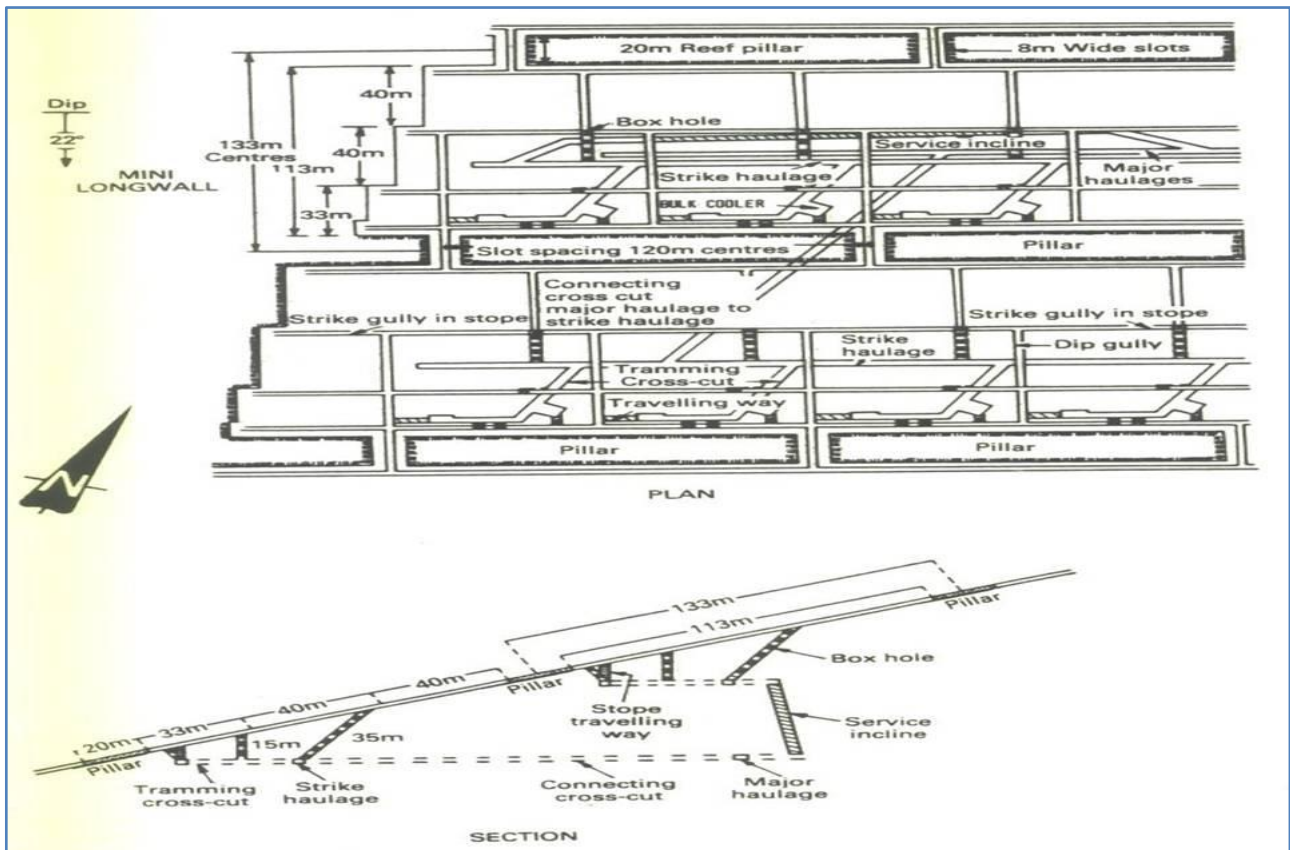 20m Reef pillar
8m Wide slots
Dip
22°
40m
133m
Centres
113m
40m
33m
MINI
LONGWALL
Box hole
Service incline
Strike haulage
Major
haulages
BULK COOLER
Slot spacing 120m centres
Pillar
Connecting
cross cut
major haulage to
strike haulage
Strike gully in stope
Strike gully in stope
Strike
haulage
Dip gully
Tramming
Cross-cut
Travelling way
Pillar
Pillar
N
PLAN
133m
113m
Pillar
Box hole
40m
Pillar
40m
33m
20m
Pillar
15m
35m
Stope
travelling
way
Service
incline
Tramming
cross-cut
Strike
haulage
Connecting
cross-cut
Major
haulage
SECTION